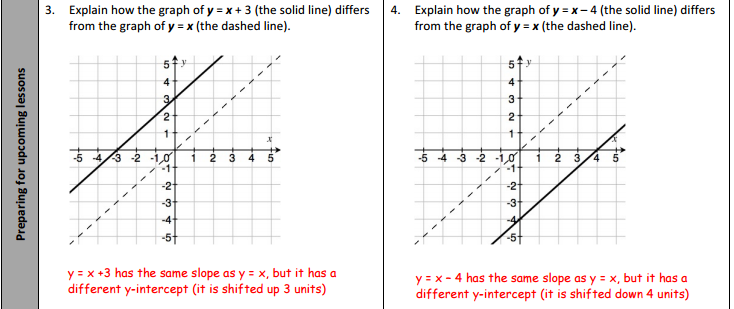 Preparing for upcoming lessons
3. Explain how the graph of y = x + 3 (the solid line) differs
from the graph of y = x (the dashed line).
y
5
4
3
2
1
x
-5 -4 -3 -2 -1 0 1 2 3 4 5
-1
-2
-3
-4
-5
y = x +3 has the same slope as y = x, but it has a
different y-intercept (it is shifted up 3 units)
4. Explain how the graph of y = x – 4 (the solid line) differs
from the graph of y = x (the dashed line).
y
5
4
3
2
1
x
-5 -4 -3 -2 -1 0 1 2 3 4 5
-1
-2
-3
-4
-5
y = x - 4 has the same slope as y = x, but it has a
different y-intercept (it is shifted down 4 units)